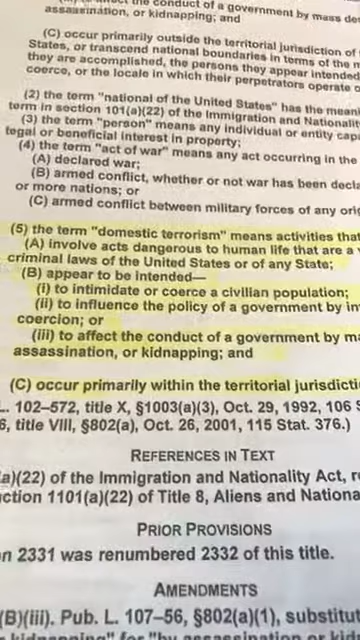 the conduct of a government by mass des
assassination, or kidnapping; and
(C) occur primarily outside the territorial jurisdiction of
States, or transcend national boundaries in terms of the m
they are accomplished, the persons they appear intended
coerce, or the locale in which their perpetrators operate o
(2) the term "national of the United States" has the meani
term in section 101(a)(22) of the Immigration and Nationalit
(3) the term "person" means any individual or entity cap
legal or beneficial interest in property;
(4) the term "act of war" means any act occurring in the
(A) declared war;
(B) armed conflict, whether or not war has been decla
or more nations; or
(C) armed conflict between military forces of any orig
(5) the term "domestic terrorism" means activities that
(A) involve acts dangerous to human life that are a v
criminal laws of the United States or of any State;
(B) appear to be intended—
(i) to intimidate or coerce a civilian population;
(ii) to influence the policy of a government by in
coercion; or
(iii) to affect the conduct of a government by ma
assassination, or kidnapping; and
(C) occur primarily within the territorial jurisdicti
L. 102–572, title X, §1003(a)(3), Oct. 29, 1992, 106 S
6, title VIII, §802(a), Oct. 26, 2001, 115 Stat. 376.)
REFERENCES IN TEXT
a)(22) of the Immigration and Nationality Act, r
ction 1101(a)(22) of Title 8, Aliens and Nationa
PRIOR PROVISIONS
n 2331 was renumbered 2332 of this title.
AMENDMENTS
(B)(iii). Pub. L. 107–56, §802(a)(1), substitut
kidnapping" for "by assassination or kid